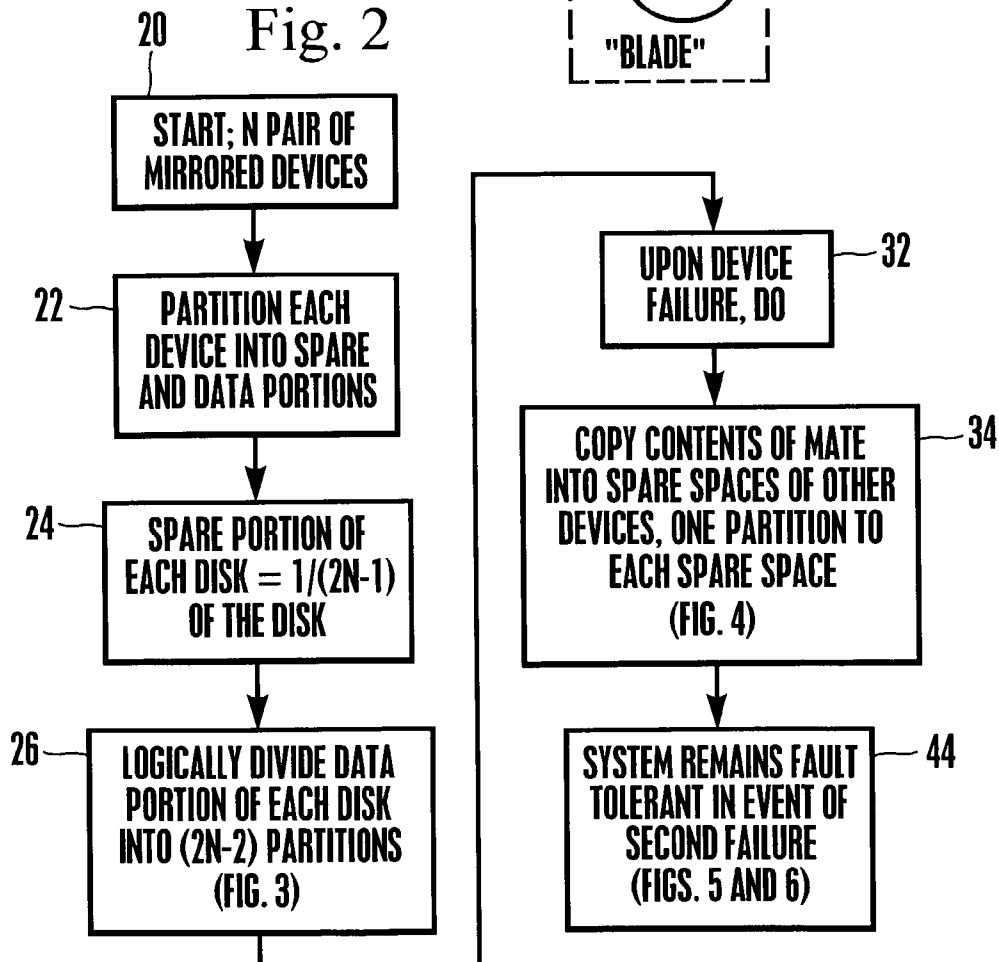 Fig. 2
"BLADE"
20
START; N PAIR OF
MIRRORED DEVICES
22
PARTITION EACH
DEVICE INTO SPARE
AND DATA PORTIONS
24
SPARE PORTION OF
EACH DISK = 1/(2N-1)
OF THE DISK
26
LOGICALLY DIVIDE DATA
PORTION OF EACH DISK
INTO (2N-2) PARTITIONS
(FIG. 3)
32
UPON DEVICE
FAILURE, DO
34
COPY CONTENTS OF MATE
INTO SPARE SPACES OF OTHER
DEVICES, ONE PARTITION TO
EACH SPARE SPACE
(FIG. 4)
44
SYSTEM REMAINS FAULT
TOLERANT IN EVENT OF
SECOND FAILURE
(FIGS. 5 AND 6)